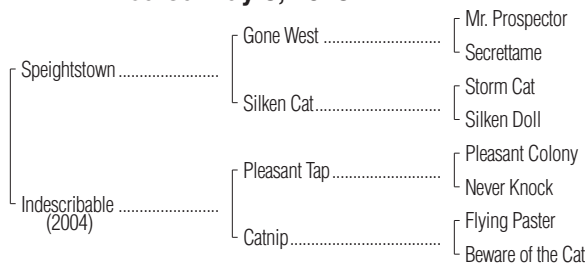 Mr. Prospector
Gone West
Secrettame
Speightstown
Storm Cat
Silken Cat
Silken Doll
Pleasant Colony
Pleasant Tap
Never Knock
Indescribable
(2004)
Flying Paster
Catnip
Beware of the Cat